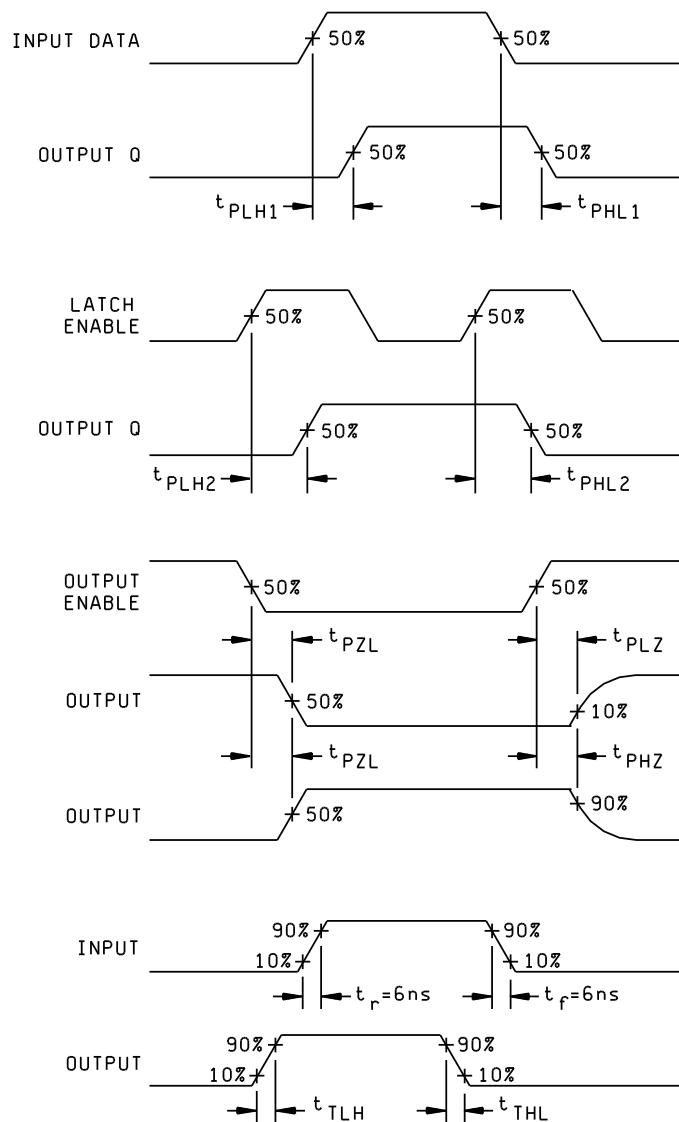 INPUT DATA 50% 50%
OUTPUT Q 50% 50%
tPLH1 tPHL1
LATCH
ENABLE 50% 50%
OUTPUT Q 50% 50%
tPLH2 tPHL2
OUTPUT
ENABLE 50% 50%
tPZL tPLZ
OUTPUT 50% 10%
tPZL tPHZ
OUTPUT 50% 90%
90% 90%
INPUT
10% 10%
tr=6ns tf=6ns
OUTPUT 90% 90%
10% 10%
tTLH tTHL